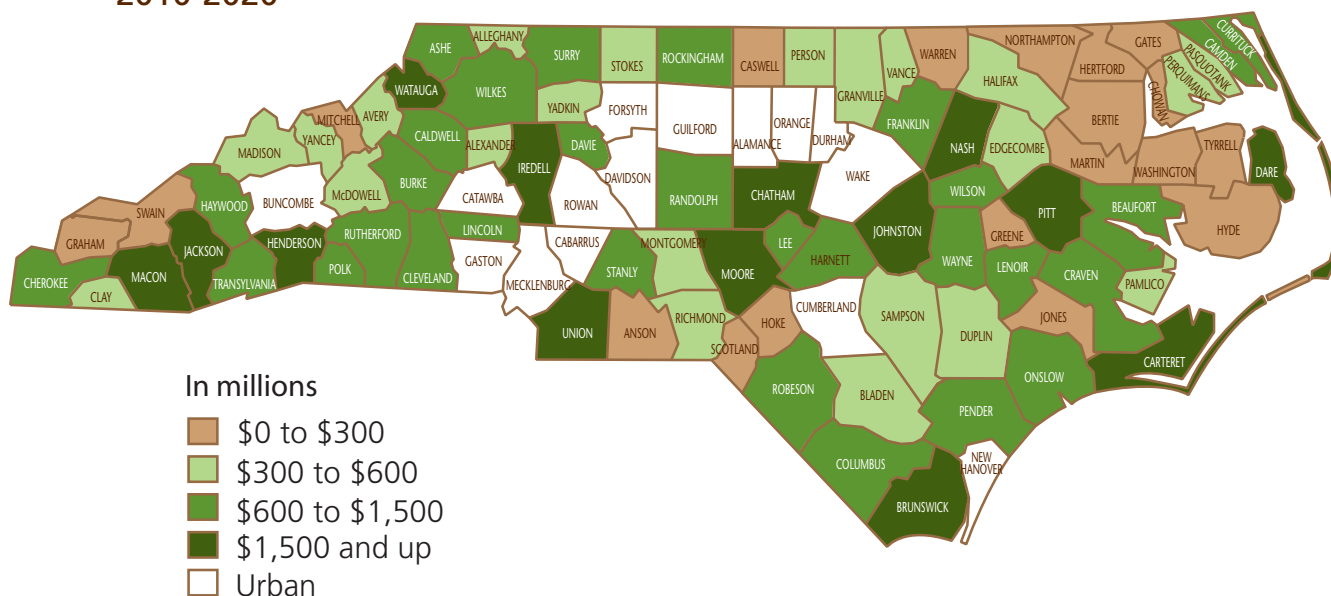 2010-2020
CURRITUCK
CAMDEN
PASQUOTANK
PERQUIMANS
ALLEGHANY
ASHE
SURRY
STOKES
ROCKINGHAM
CASWELL
PERSON
WARREN
NORTHAMPTON
GATES
HERTFORD
VANCE
HALIFAX
GRANVILLE
WATAUGA
WILKES
YADKIN
FORSYTH
GUILFORD
ALAMANCE
ORANGE
DURHAM
FRANKLIN
CHOWAN
BERTIE
MITCHELL
AVERY
YANCEY
MADISON
CALDWELL
ALEXANDER
DAVIE
IREDELL
NASH
EDGECOMBE
MARTIN
WASHINGTON
TYRRELL
DARE
BURKE
McDOWELL
CATAWBA
ROWAN
DAVIDSON
RANDOLPH
CHATHAM
WAKE
WILSON
SWAIN
HAYWOOD
BUNCOMBE
PITT
BEAUFORT
HYDE
GRAHAM
JACKSON
HENDERSON
RUTHERFORD
LINCOLN
CABARRUS
MONTGOMERY
LEE
JOHNSTON
GREENE
CHEROKEE
CLAY
MACON
TRANSYLVANIA
POLK
CLEVELAND
GASTON
MECKLENBURG
STANLY
MOORE
HARNETT
WAYNE
LENOIR
CRAVEN
PAMLICO
UNION
ANSON
RICHMOND
SCOTLAND
HOKE
CUMBERLAND
SAMPSON
DUPLIN
JONES
CARTERET
ONSLOW
ROBESON
BLADEN
PENDER
COLUMBUS
NEW
HANOVER
BRUNSWICK
In millions
$0 to $300
$300 to $600
$600 to $1,500
$1,500 and up
Urban